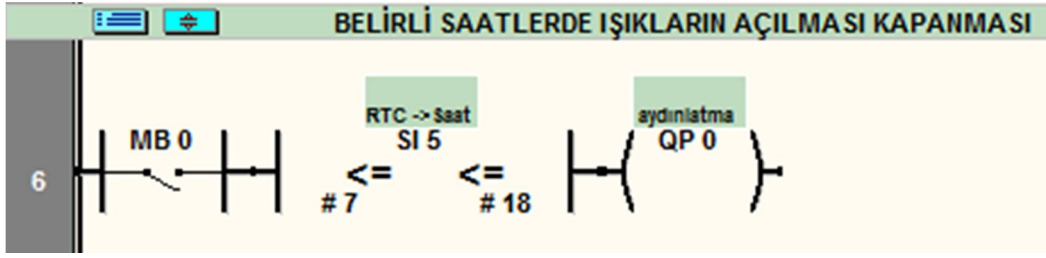 BELİRLİ SAATLERDE IŞIKLARIN AÇILMASI KAPANMASI
RTC -> Saat
aydınlatma
MB 0
SI 5
QP 0
6
<=
<=
# 7
# 18